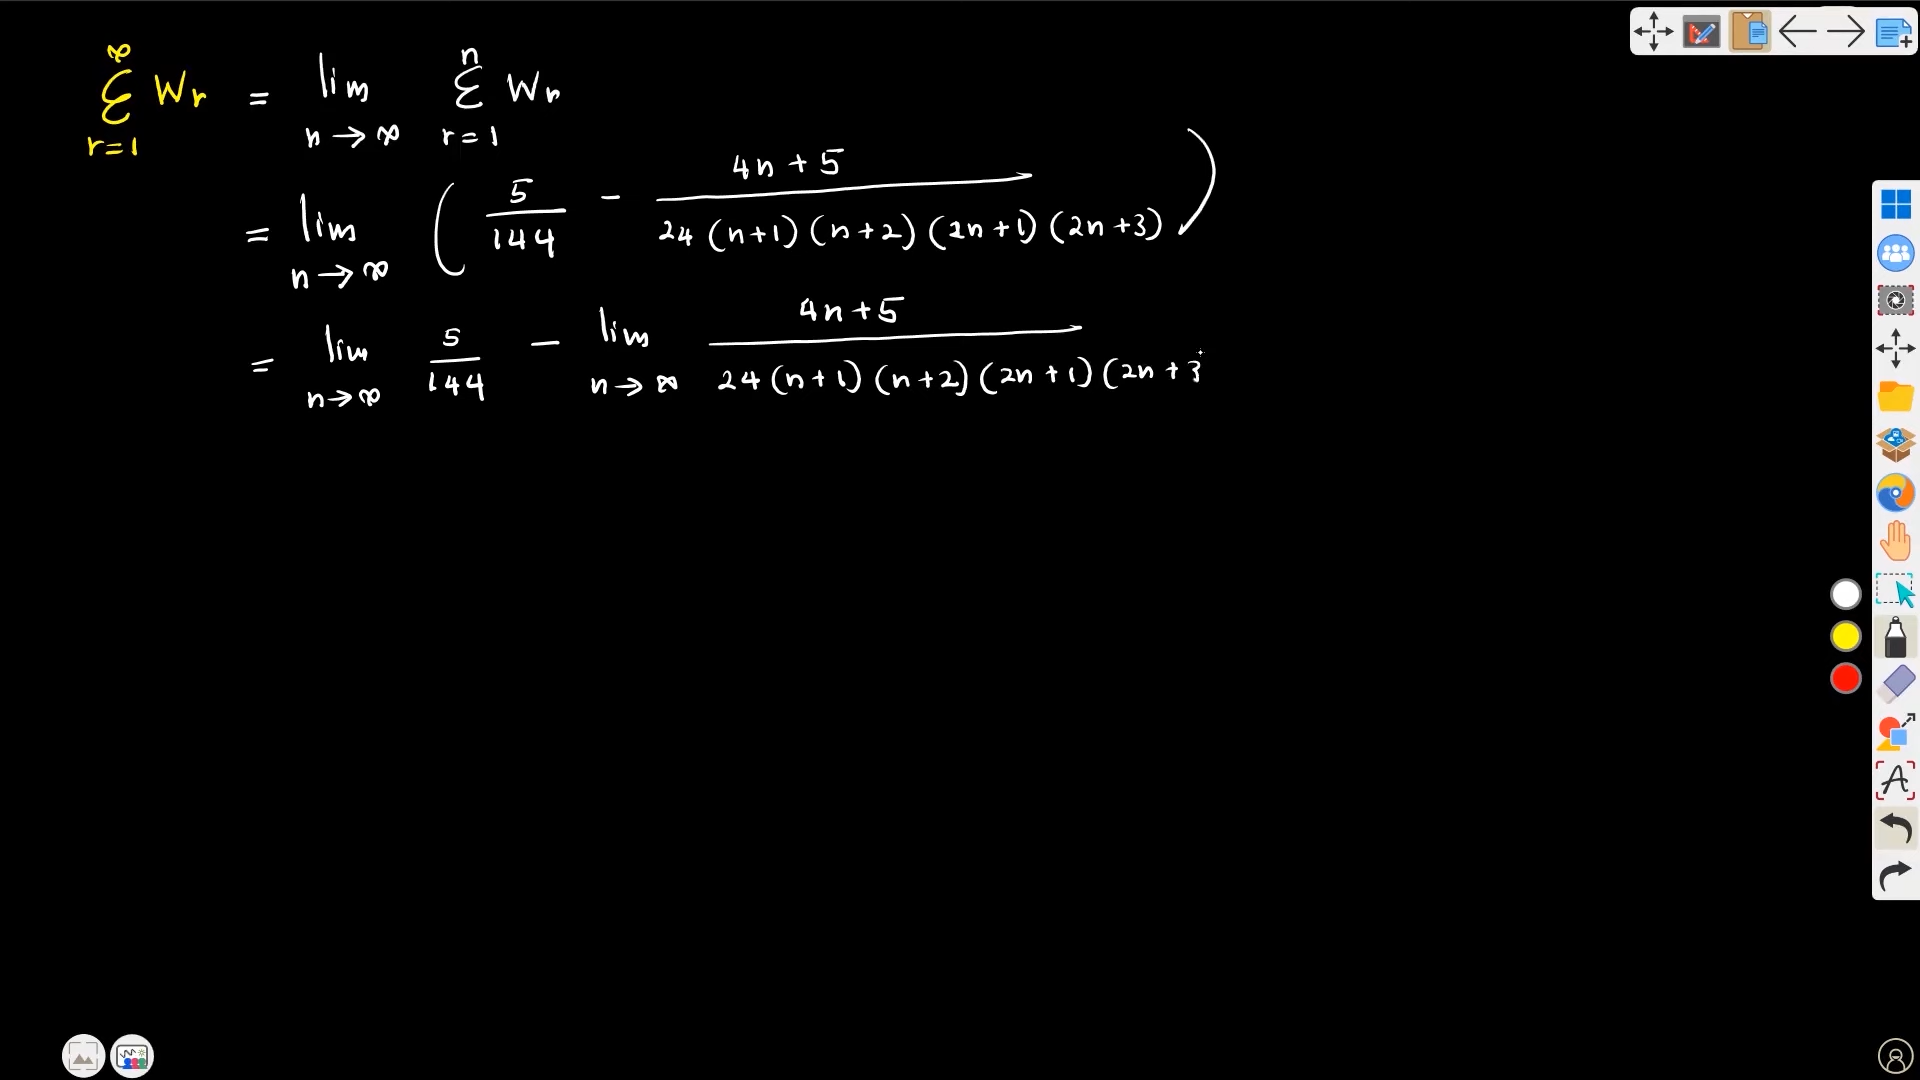 ∞ ∑ r=1 Wr = lim n→∞ n ∑ r=1 Wr
= lim n→∞ ( 5/144 - 4n+5 / 24(n+1)(n+2)(2n+1)(2n+3) )
= lim n→∞ 5/144 - lim n→∞ 4n+5 / 24(n+1)(n+2)(2n+1)(2n+3